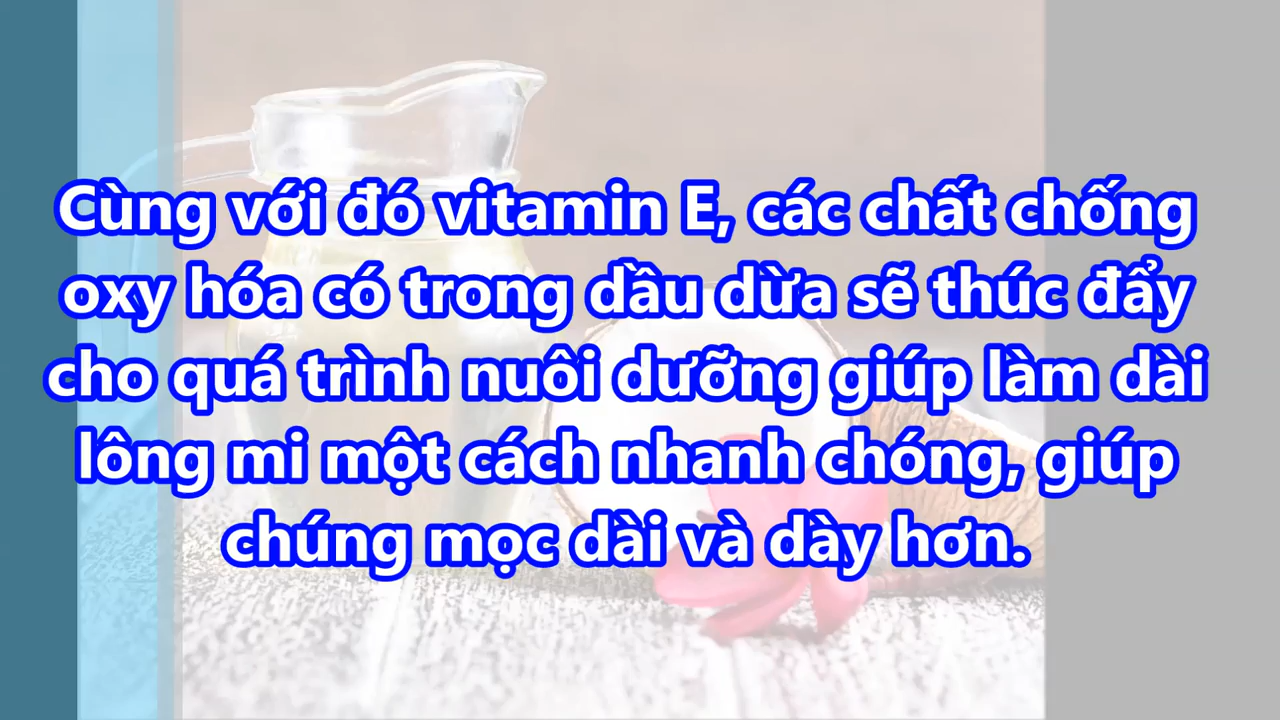 Cùng với đó vitamin E, các chất chống
oxy hóa có trong dầu dừa sẽ thúc đẩy
cho quá trình nuôi dưỡng giúp làm dài
lông mi một cách nhanh chóng, giúp
chúng mọc dài và dày hơn.